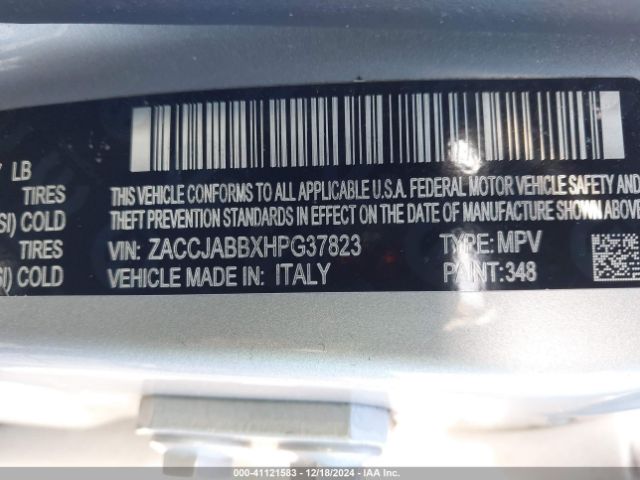 LB
TIRES
SI) COLD
TIRES
SI) COLD
THIS VEHICLE CONFORMS TO ALL APPLICABLE U.S.A. FEDERAL MOTOR VEHICLE SAFETY AND
THEFT PREVENTION STANDARDS IN EFFECT ON THE DATE OF MANUFACTURE SHOWN ABOVE
VIN: ZACCJABBXHPG37823 TYPE: MPV
VEHICLE MADE IN: ITALY PAINT: 348
000-41121583 - 12/18/2024 - IAA Inc.